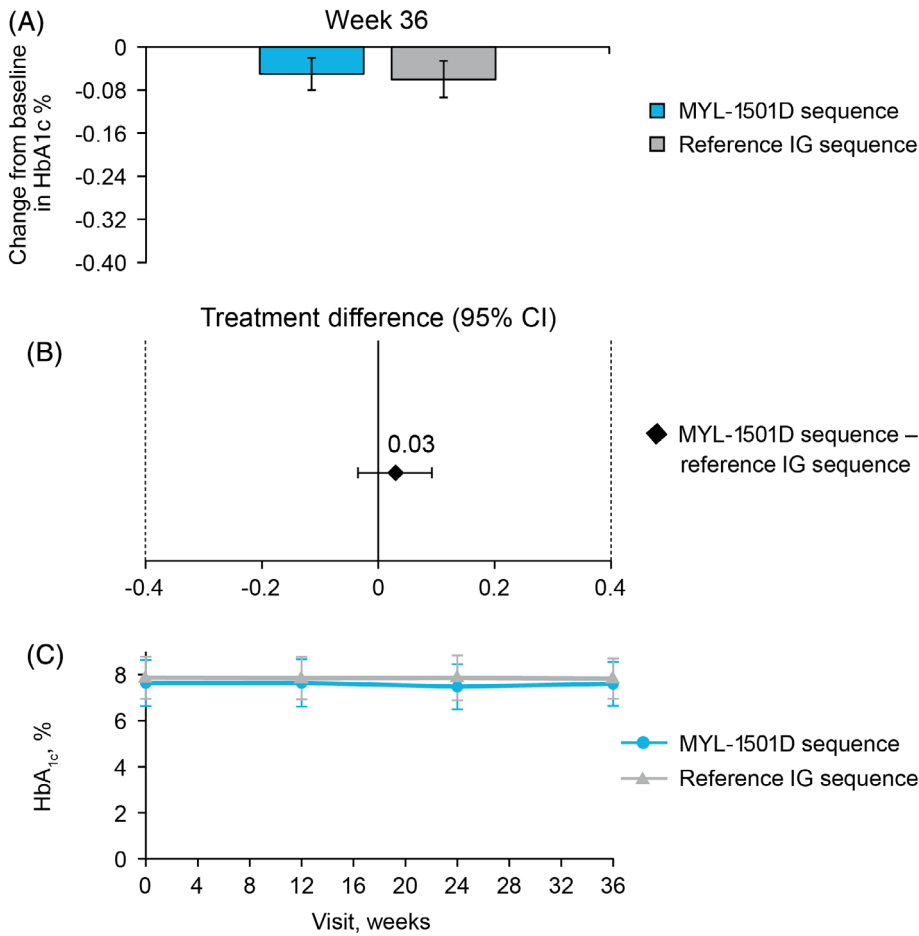 (A)
Week 36
Change from baseline
in HbA1c %
0
-0.08
-0.16
-0.24
-0.32
-0.40
MYL-1501D sequence
Reference IG sequence
Treatment difference (95% CI)
(B)
0.03
-0.4
-0.2
0
0.2
0.4
MYL-1501D sequence –
reference IG sequence
(C)
HbA1c, %
8
6
4
2
0
0 4 8 12 16 20 24 28 32 36
Visit, weeks
MYL-1501D sequence
Reference IG sequence